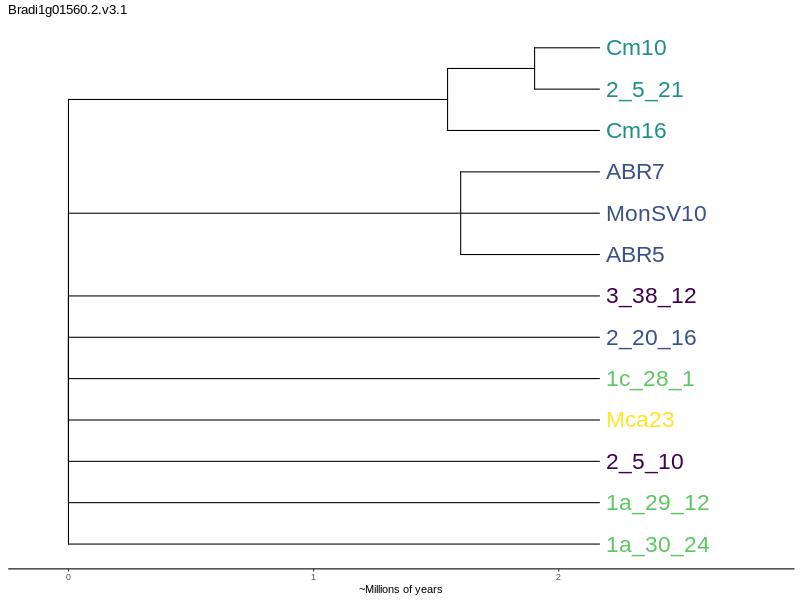 Bradi1g01560.2.v3.1
Cm10
2_5_21
Cm16
ABR7
MonSV10
ABR5
3_38_12
2_20_16
1c_28_1
Mca23
2_5_10
1a_29_12
1a_30_24
0 1 2
~Millions of years